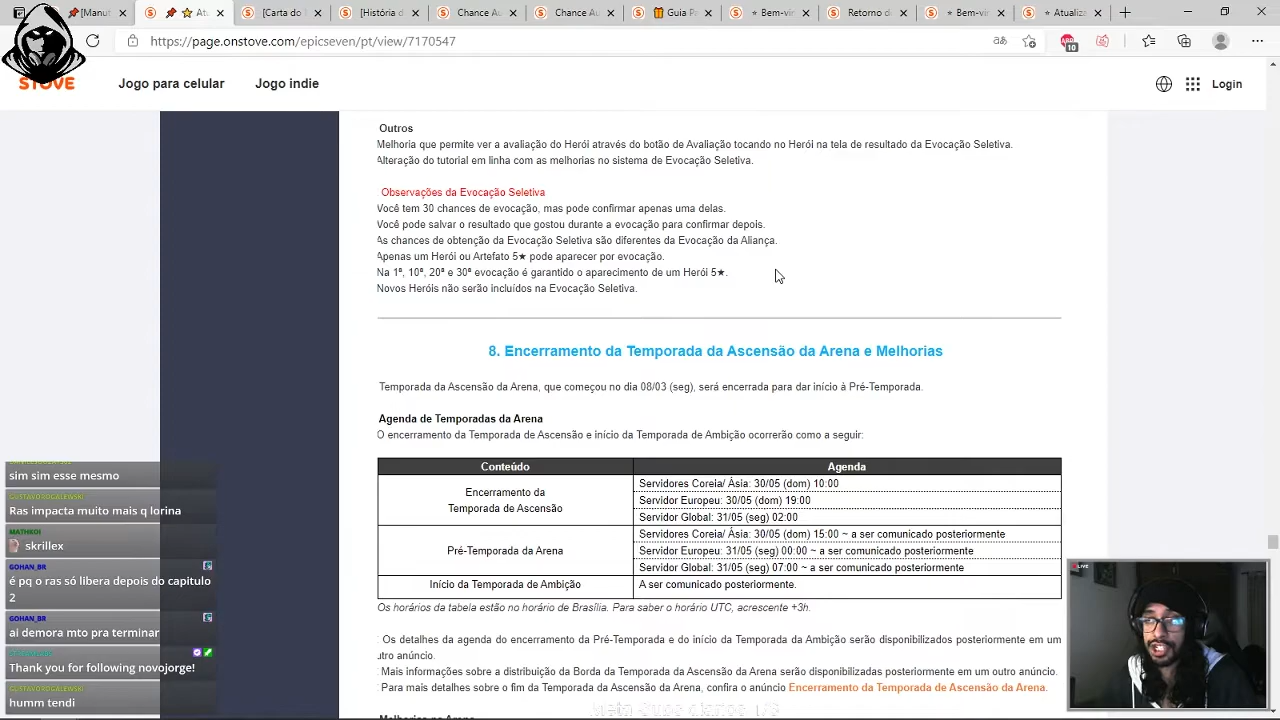 [Manut
Atu
[Carta do D
[História d
Chance Au
Chance Aum
Guia Pa
Bem-vin
Retorno di
Bem-vin
Atualiza
https://page.onstove.com/epicseven/pt/view/7170547
aあ
10
STOVE
Jogo para celular
Jogo indie
Login
Outros
Melhoria que permite ver a avaliação do Herói através do botão de Avaliação tocando no Herói na tela de resultado da Evocação Seletiva.
Alteração do tutorial em linha com as melhorias no sistema de Evocação Seletiva.
Observações da Evocação Seletiva
Você tem 30 chances de evocação, mas pode confirmar apenas uma delas.
Você pode salvar o resultado que gostou durante a evocação para confirmar depois.
As chances de obtenção da Evocação Seletiva são diferentes da Evocação da Aliança.
Apenas um Herói ou Artefato 5★ pode aparecer por evocação.
Na 1ª, 10ª, 20ª e 30ª evocação é garantido o aparecimento de um Herói 5★.
Novos Heróis não serão incluídos na Evocação Seletiva.
8. Encerramento da Temporada da Ascensão da Arena e Melhorias
Temporada da Ascensão da Arena, que começou no dia 08/03 (seg), será encerrada para dar início à Pré-Temporada.
Agenda de Temporadas da Arena
O encerramento da Temporada de Ascensão e início da Temporada de Ambição ocorrerão como a seguir:
Conteúdo
Agenda
Encerramento da
Temporada de Ascensão
Servidores Coreia/ Ásia: 30/05 (dom) 10:00
Servidor Europeu: 30/05 (dom) 19:00
Servidor Global: 31/05 (seg) 02:00
Pré-Temporada da Arena
Servidores Coreia/ Ásia: 30/05 (dom) 15:00 ~ a ser comunicado posteriormente
Servidor Europeu: 31/05 (seg) 00:00 ~ a ser comunicado posteriormente
Servidor Global: 31/05 (seg) 07:00 ~ a ser comunicado posteriormente
Início da Temporada de Ambição
A ser comunicado posteriormente.
Os horários da tabela estão no horário de Brasília. Para saber o horário UTC, acrescente +3h.
Os detalhes da agenda do encerramento da Pré-Temporada e do início da Temporada da Ambição serão disponibilizados posteriormente em um
utro anúncio.
Mais informações sobre a distribuição da Borda da Temporada da Ascensão da Arena serão disponibilizadas posteriormente em um outro anúncio.
Para mais detalhes sobre o fim da Temporada da Ascensão da Arena, confira o anúncio Encerramento da Temporada de Ascensão da Arena.
sim sim esse mesmo
GUSTAVOROGALEWSKI
Ras impacta muito mais q lorina
MATHKOI
skrillex
GOHAN_BR
é pq o ras só libera depois do capitulo
2
GOHAN_BR
ai demora mto pra terminar
Thank you for following novojorge!
GUSTAVOROGALEWSKI
humm tendi
LIVE